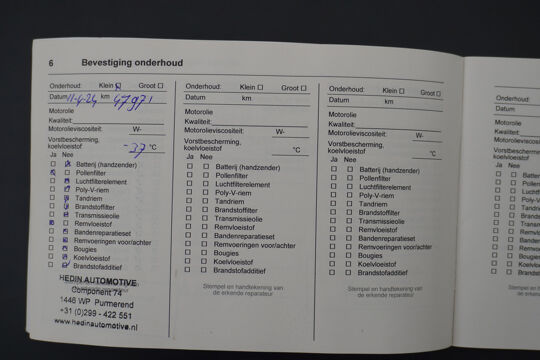 6 Bevestiging onderhoud
Onderhoud: Klein ☒ Groot ☐
Datum 11-4-24 km 47971
Motorolie
Kwaliteit:
Motorolieviscositeit: W-
Vorstbescherming,
koelvloeistof -37 °C
Ja Nee
Batterij (handzender)
Pollenfilter
Luchtfilterelement
Poly-V-riem
Tandriem
Brandstoffilter
Transmissieolie
Remvloeistof
Bandenreparatieset
Remvoeringen voor/achter
Bougies
Koelvloeistof
Brandstofadditief
HEDIN AUTOMOTIVE
Component 74
1446 WP Purmerend
+31 (0)299 - 422 551
www.hedinautomotive.nl
Onderhoud: Klein ☐ Groot ☐
Datum km
Motorolie
Kwaliteit:
Motorolieviscositeit: W-
Vorstbescherming,
koelvloeistof °C
Ja Nee
Batterij (handzender)
Pollenfilter
Luchtfilterelement
Poly-V-riem
Tandriem
Brandstoffilter
Transmissieolie
Remvloeistof
Bandenreparatieset
Remvoeringen voor/achter
Bougies
Koelvloeistof
Brandstofadditief
Stempel en handtekening van
de erkende reparateur
Onderhoud: Klein ☐ Groot ☐
Datum km
Motorolie
Kwaliteit:
Motorolieviscositeit: W-
Vorstbescherming,
koelvloeistof °C
Ja Nee
Batterij (handzender)
Pollenfilter
Luchtfilterelement
Poly-V-riem
Tandriem
Brandstoffilter
Transmissieolie
Remvloeistof
Bandenreparatieset
Remvoeringen voor/achter
Bougies
Koelvloeistof
Brandstofadditief
Stempel en handtekening van
de erkende reparateur
Onderhoud:
Datum
Motorolie
Kwaliteit:
Ja Nee